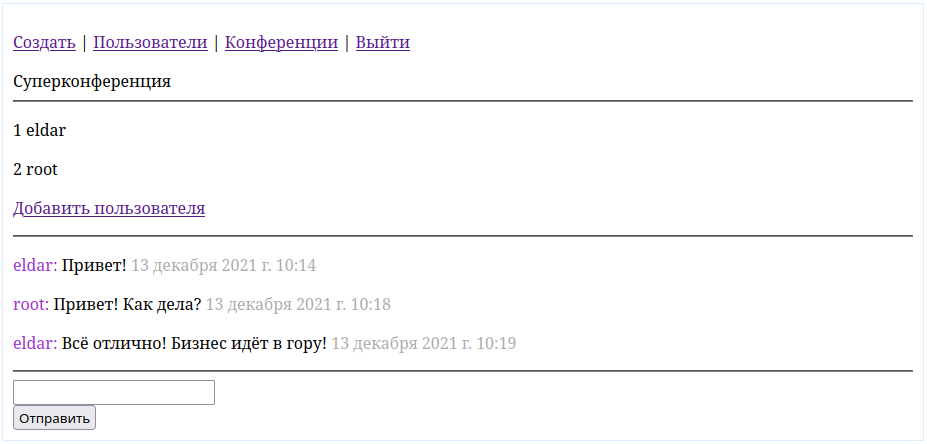 Создать | Пользователи | Конференции | Выйти
Суперконференция
1 eldar
2 root
Добавить пользователя
eldar: Привет! 13 декабря 2021 г. 10:14
root: Привет! Как дела? 13 декабря 2021 г. 10:18
eldar: Всё отлично! Бизнес идёт в гору! 13 декабря 2021 г. 10:19
Отправить